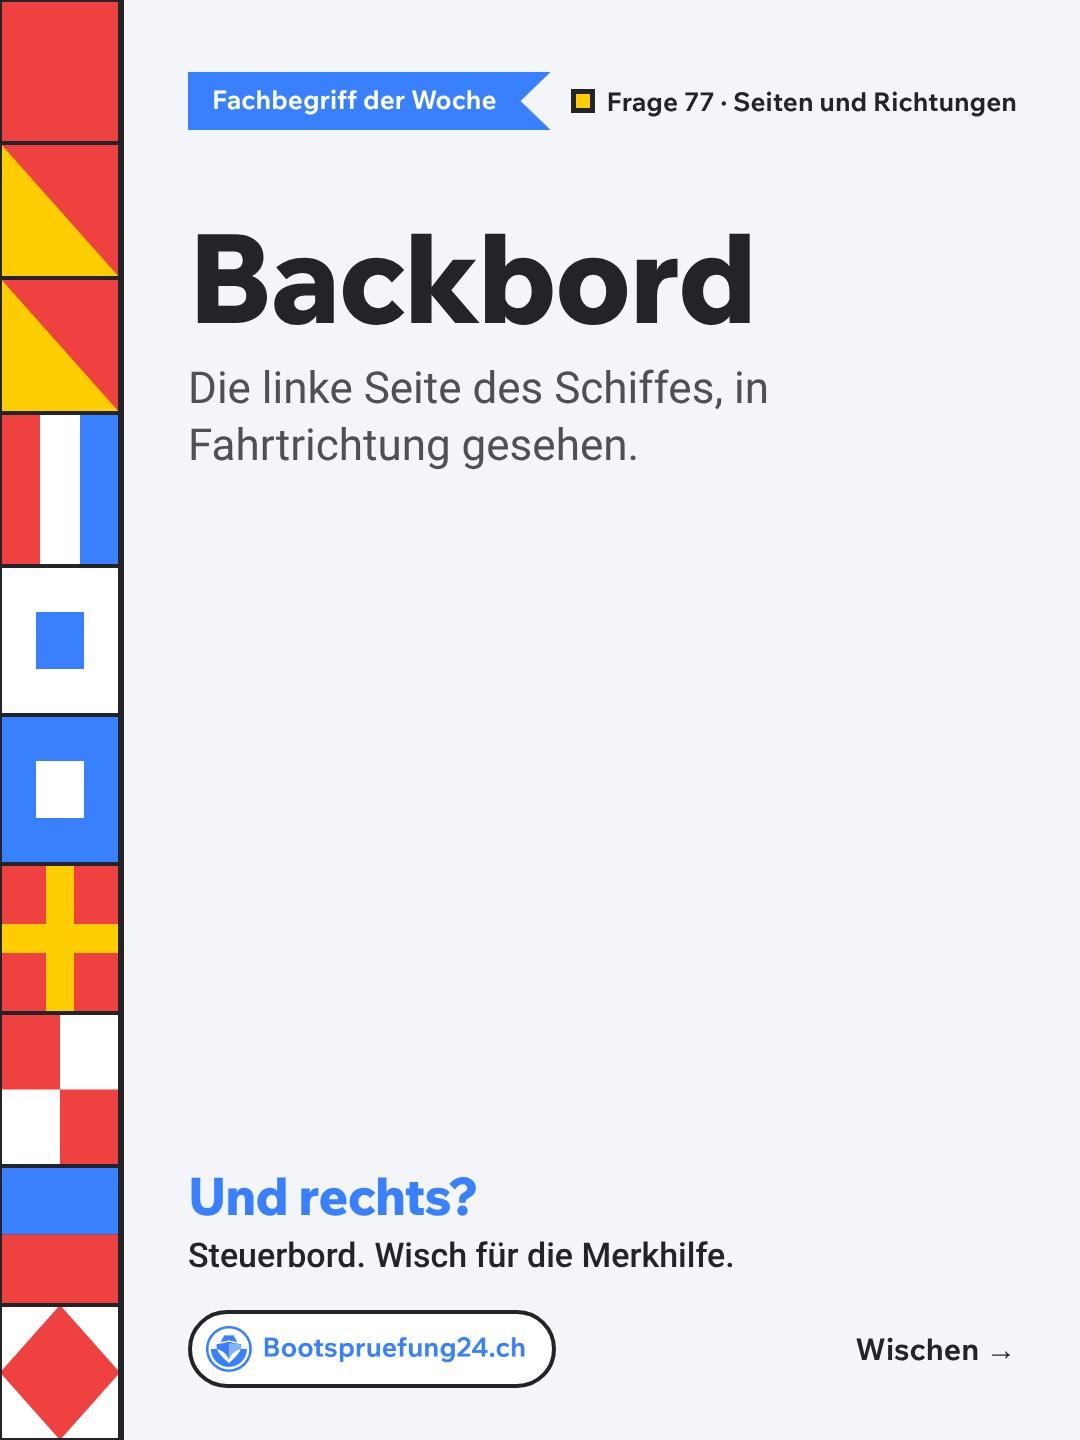 Fachbegriff der Woche
Frage 77 · Seiten und Richtungen
Backbord
Die linke Seite des Schiffes, in
Fahrtrichtung gesehen.
Und rechts?
Steuerbord. Wisch für die Merkhilfe.
Bootspruefung24.ch
Wischen →